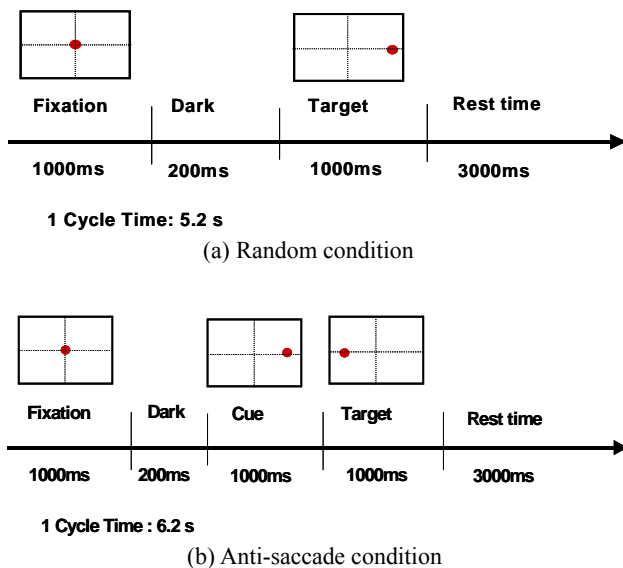 Fixation Dark Target Rest time
1000ms 200ms 1000ms 3000ms
1 Cycle Time: 5.2 s
(a) Random condition
Fixation Dark Cue Target Rest time
1000ms 200ms 1000ms 1000ms 3000ms
1 Cycle Time : 6.2 s
(b) Anti-saccade condition